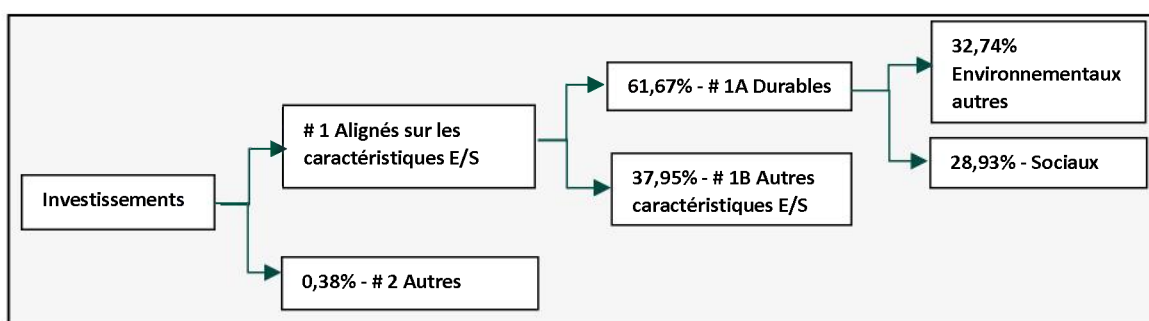 Investissements
# 1 Alignés sur les
caractéristiques E/S
0,38% - # 2 Autres
61,67% - # 1A Durables
37,95% - # 1B Autres
caractéristiques E/S
32,74%
Environnementaux
autres
28,93% - Sociaux